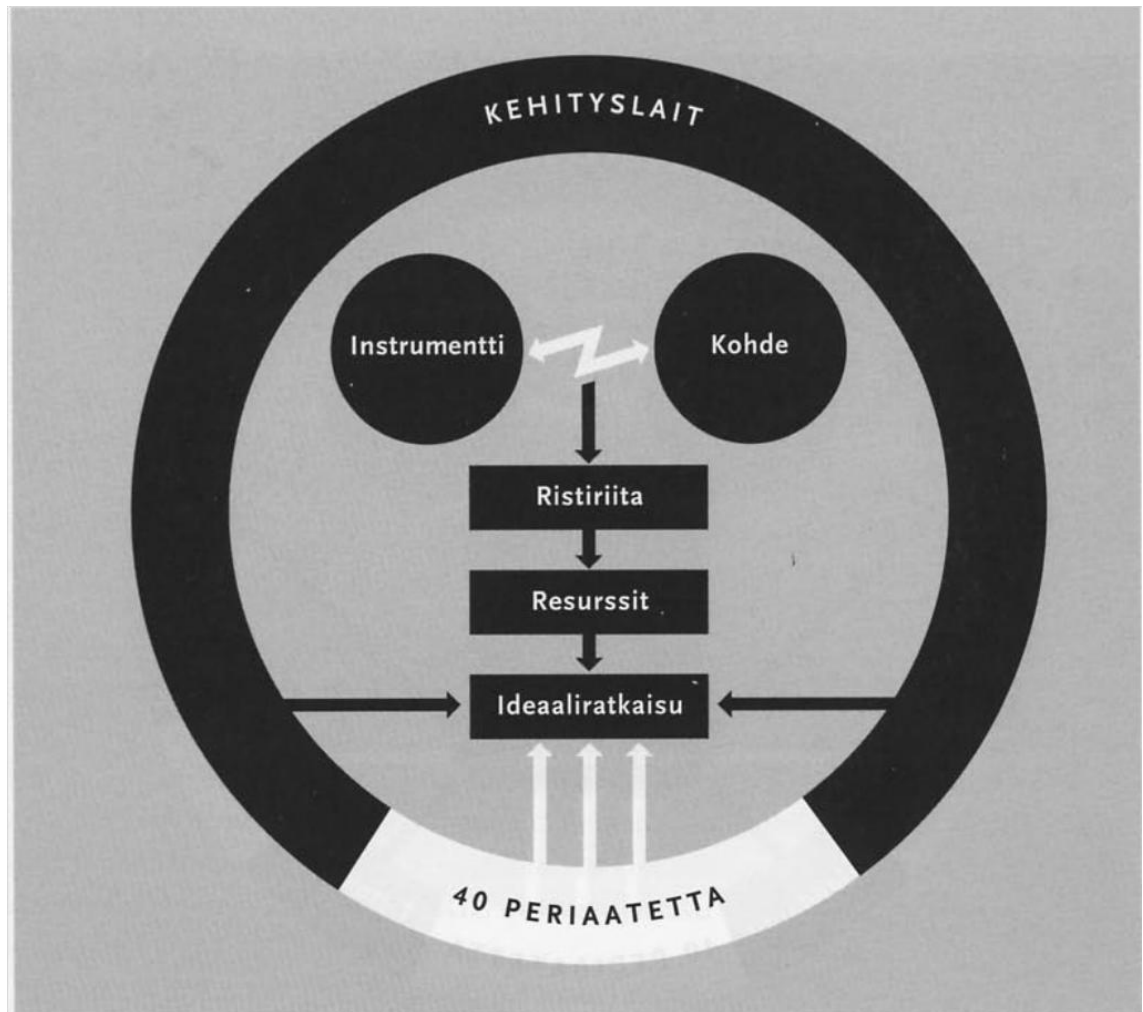 KEHITYSLAIT
Instrumentti
Kohde
Ristiriita
Resurssit
Ideaaliratkaisu
40 PERIAATETTA